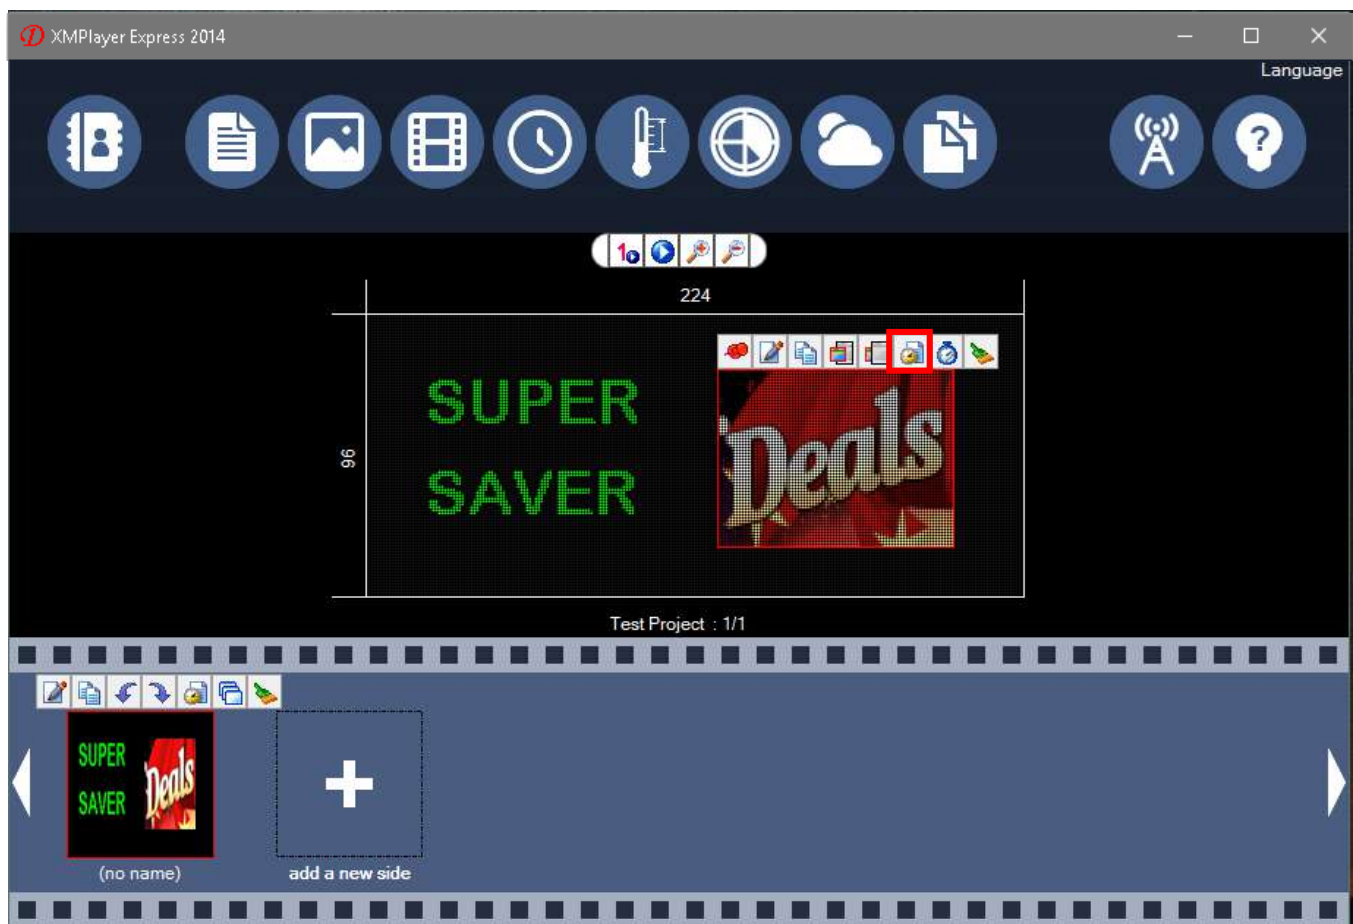 XMPlayer Express 2014
Language
?
1
224
96
SUPER
SAVER
Deals
Test Project : 1/1
SUPER
SAVER
Deals
(no name)
add a new side